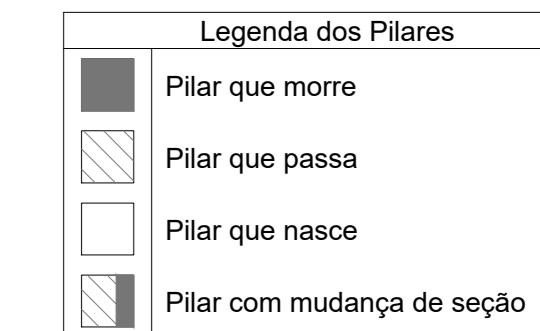 Legenda dos Pilares
Pilar que morre
Pilar que passa
Pilar que nasce
Pilar com mudança de seção